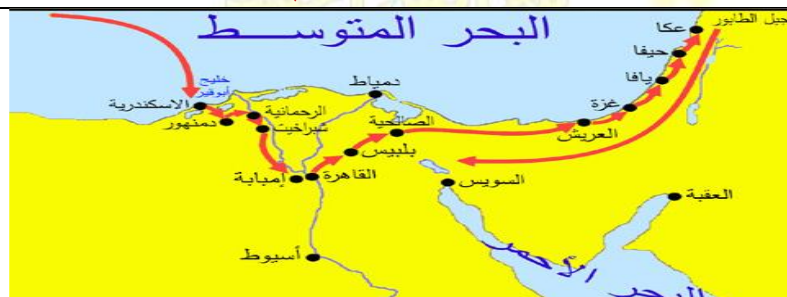 البحر المتوســط
جبل الطابور
عكا
حيفا
يافا
غزة
العريش
دمياط
خليج
أبوقير
الاسكندرية
الرحمانية
دمنهور
شبراخيت
الصالحية
بلبيس
القاهرة
إمبابة
السويس
العقبة
أسيوط
البحر الأحمر